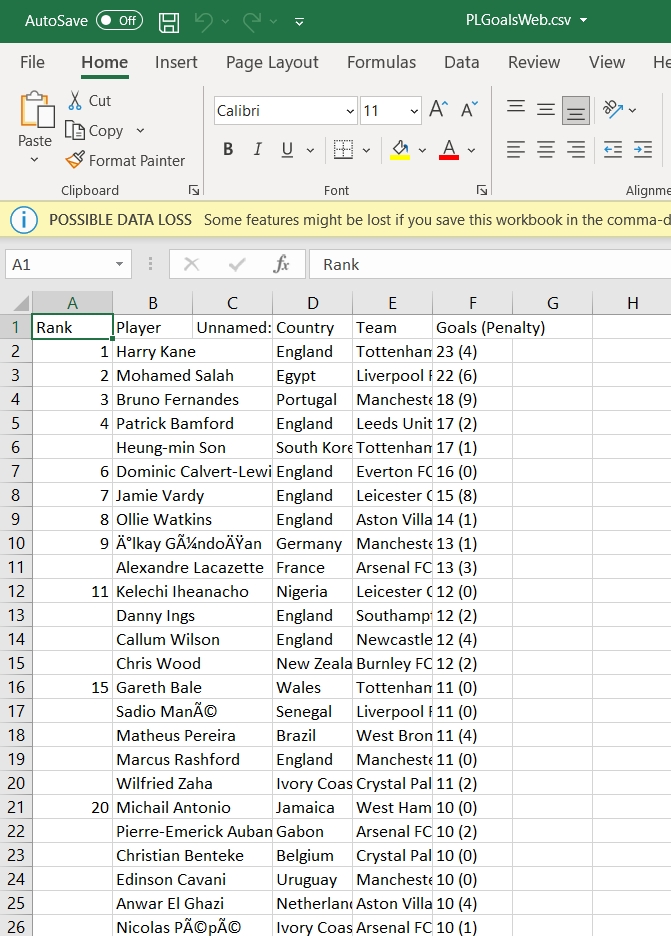 AutoSave Off PLGoalsWeb.csv
File Home Insert Page Layout Formulas Data Review View He
Paste Cut Copy Format Painter
Calibri 11
B I U A
Clipboard Font Alignme
POSSIBLE DATA LOSS Some features might be lost if you save this workbook in the comma-d
A1 fx Rank
A B C D E F G H
1 Rank Player Unnamed: Country Team Goals (Penalty)
2 1 Harry Kane England Tottenham 23 (4)
3 2 Mohamed Salah Egypt Liverpool F 22 (6)
4 3 Bruno Fernandes Portugal Mancheste 18 (9)
5 4 Patrick Bamford England Leeds Unit 17 (2)
6 Heung-min Son South Kore Tottenham 17 (1)
7 6 Dominic Calvert-Lewi England Everton FC 16 (0)
8 7 Jamie Vardy England Leicester C 15 (8)
9 8 Ollie Watkins England Aston Villa 14 (1)
10 9 Ä°lkay GÃ¼ndoÄŸan Germany Mancheste 13 (1)
11 Alexandre Lacazette France Arsenal FC 13 (3)
12 11 Kelechi Iheanacho Nigeria Leicester C 12 (0)
13 Danny Ings England Southampt 12 (2)
14 Callum Wilson England Newcastle 12 (4)
15 Chris Wood New Zeala Burnley FC 12 (2)
16 15 Gareth Bale Wales Tottenham 11 (0)
17 Sadio ManÃ© Senegal Liverpool F 11 (0)
18 Matheus Pereira Brazil West Brom 11 (4)
19 Marcus Rashford England Mancheste 11 (0)
20 Wilfried Zaha Ivory Coas Crystal Pal 11 (2)
21 20 Michail Antonio Jamaica West Ham 10 (0)
22 Pierre-Emerick Auban Gabon Arsenal FC 10 (2)
23 Christian Benteke Belgium Crystal Pal 10 (0)
24 Edinson Cavani Uruguay Mancheste 10 (0)
25 Anwar El Ghazi Netherland Aston Villa 10 (4)
26 Nicolas PÃ©pÃ© Ivory Coas Arsenal FC 10 (1)